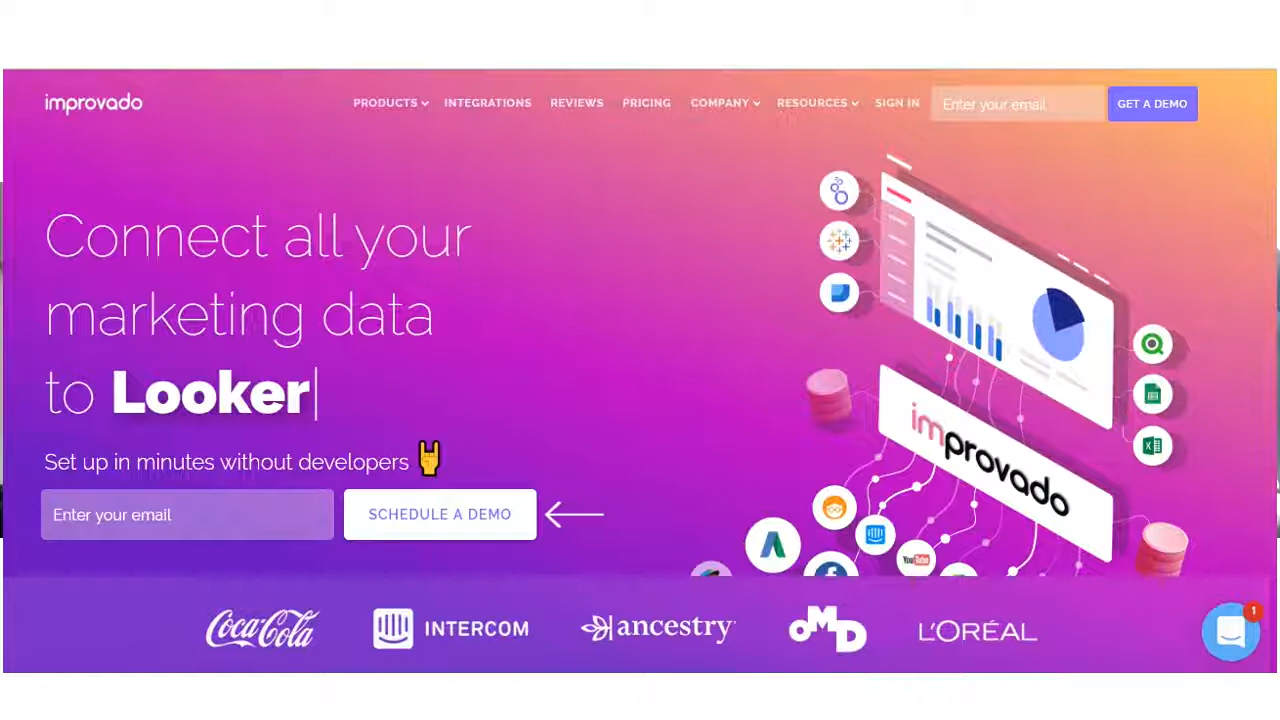 improvado
PRODUCTS
INTEGRATIONS
REVIEWS
PRICING
COMPANY
RESOURCES
SIGN IN
Enter your email
GET A DEMO
Connect all your
marketing data
to Looker
Set up in minutes without developers
Enter your email
SCHEDULE A DEMO
improvado
YouTube
Coca-Cola
INTERCOM
ancestry
OMD
L'ORÉAL
1